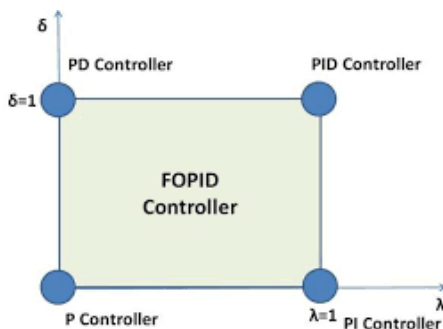 δ
PD Controller
PID Controller
δ=1
FOPID
Controller
λ
P Controller
λ=1
PI Controller